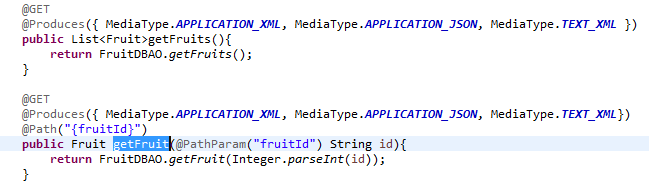 @GET
@Produces({ MediaType.APPLICATION_XML, MediaType.APPLICATION_JSON, MediaType.TEXT_XML })
public List<Fruit>getFruits(){
return FruitDBAO.getFruits();
}
@GET
@Produces({ MediaType.APPLICATION_XML, MediaType.APPLICATION_JSON, MediaType.TEXT_XML})
@Path("{fruitId}")
public Fruit getFruit(@PathParam("fruitId") String id){
return FruitDBAO.getFruit(Integer.parseInt(id));
}